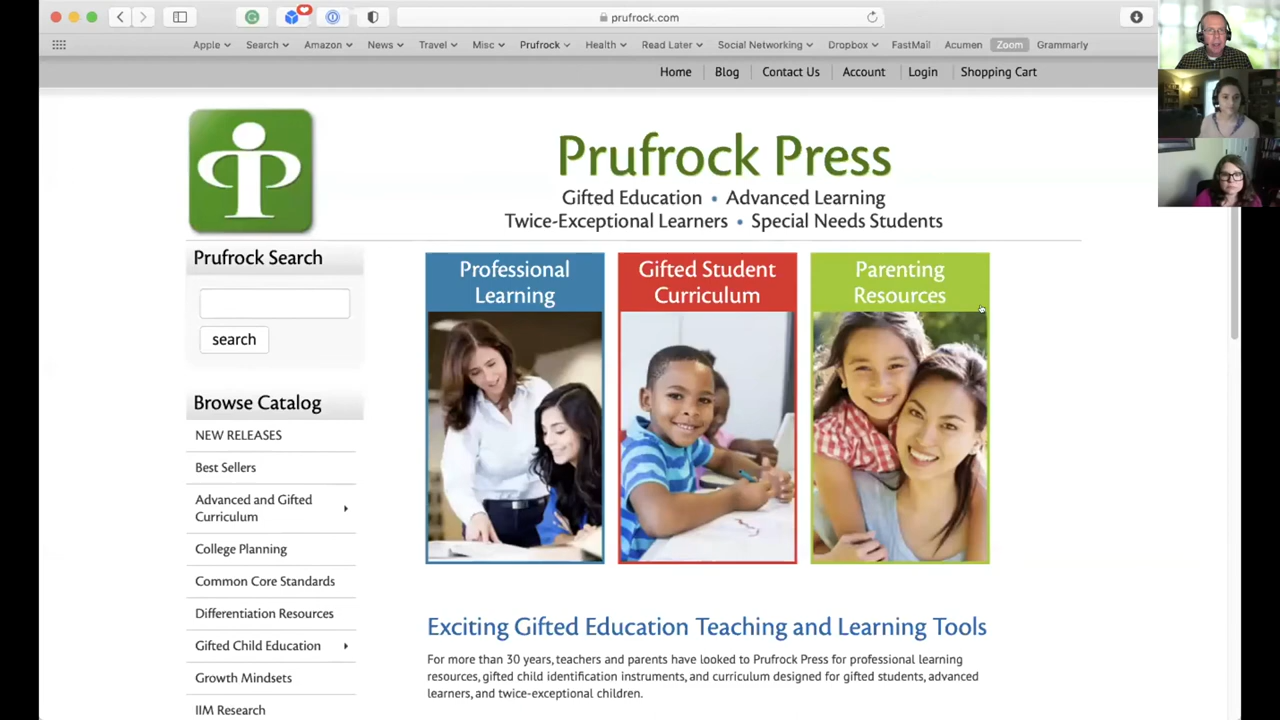 prufrock.com
Apple Search Amazon News Travel Misc Prufrock Health Read Later Social Networking Dropbox FastMail Acumen Zoom Grammarly
Home Blog Contact Us Account Login Shopping Cart
Prufrock Press
Gifted Education • Advanced Learning
Twice-Exceptional Learners • Special Needs Students
Prufrock Search
search
Browse Catalog
NEW RELEASES
Best Sellers
Advanced and Gifted
Curriculum
College Planning
Common Core Standards
Differentiation Resources
Gifted Child Education
Growth Mindsets
IIM Research
Professional
Learning
Gifted Student
Curriculum
Parenting
Resources
Exciting Gifted Education Teaching and Learning Tools
For more than 30 years, teachers and parents have looked to Prufrock Press for professional learning
resources, gifted child identification instruments, and curriculum designed for gifted students, advanced
learners, and twice-exceptional children.